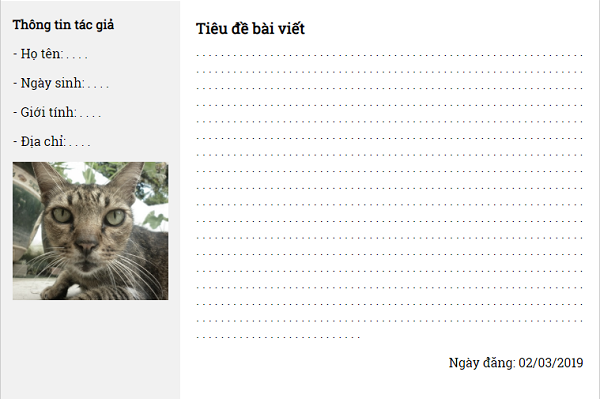 Thông tin tác giả
- Họ tên: . . . .
- Ngày sinh: . . . .
- Giới tính: . . . .
- Địa chỉ: . . . .
Tiêu đề bài viết
Ngày đăng: 02/03/2019